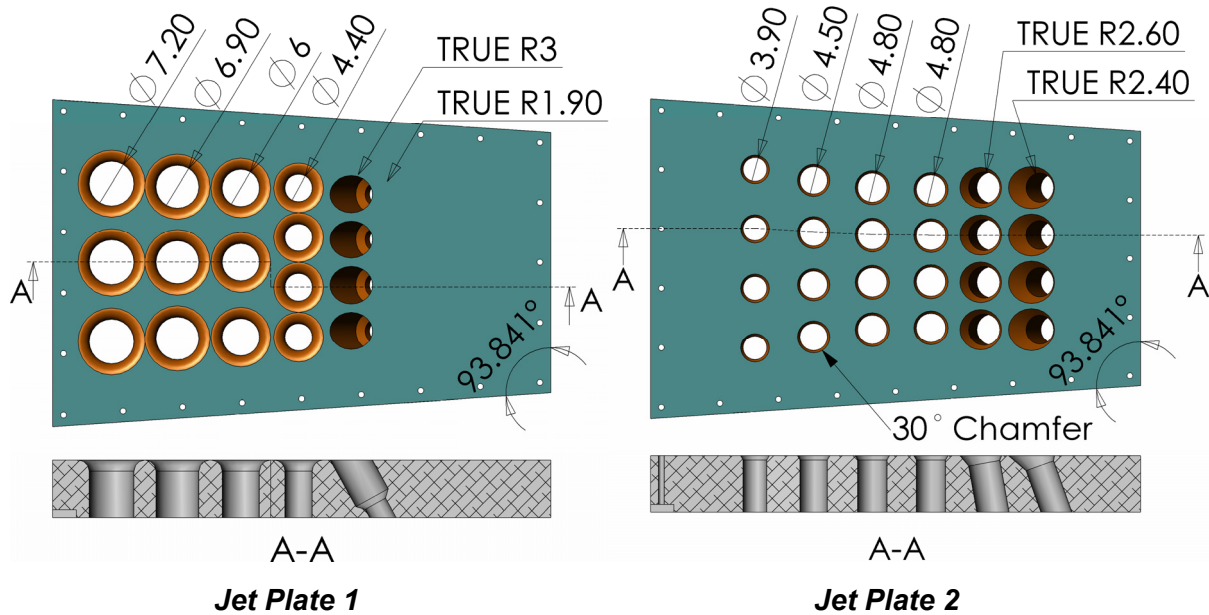 ∅ 7.20
∅ 6.90
∅ 6
∅ 4.40
TRUE R3
TRUE R1.90
A
A
93.841°
A-A
Jet Plate 1
∅ 3.90
∅ 4.50
∅ 4.80
∅ 4.80
TRUE R2.60
TRUE R2.40
A
A
93.841°
30° Chamfer
A-A
Jet Plate 2